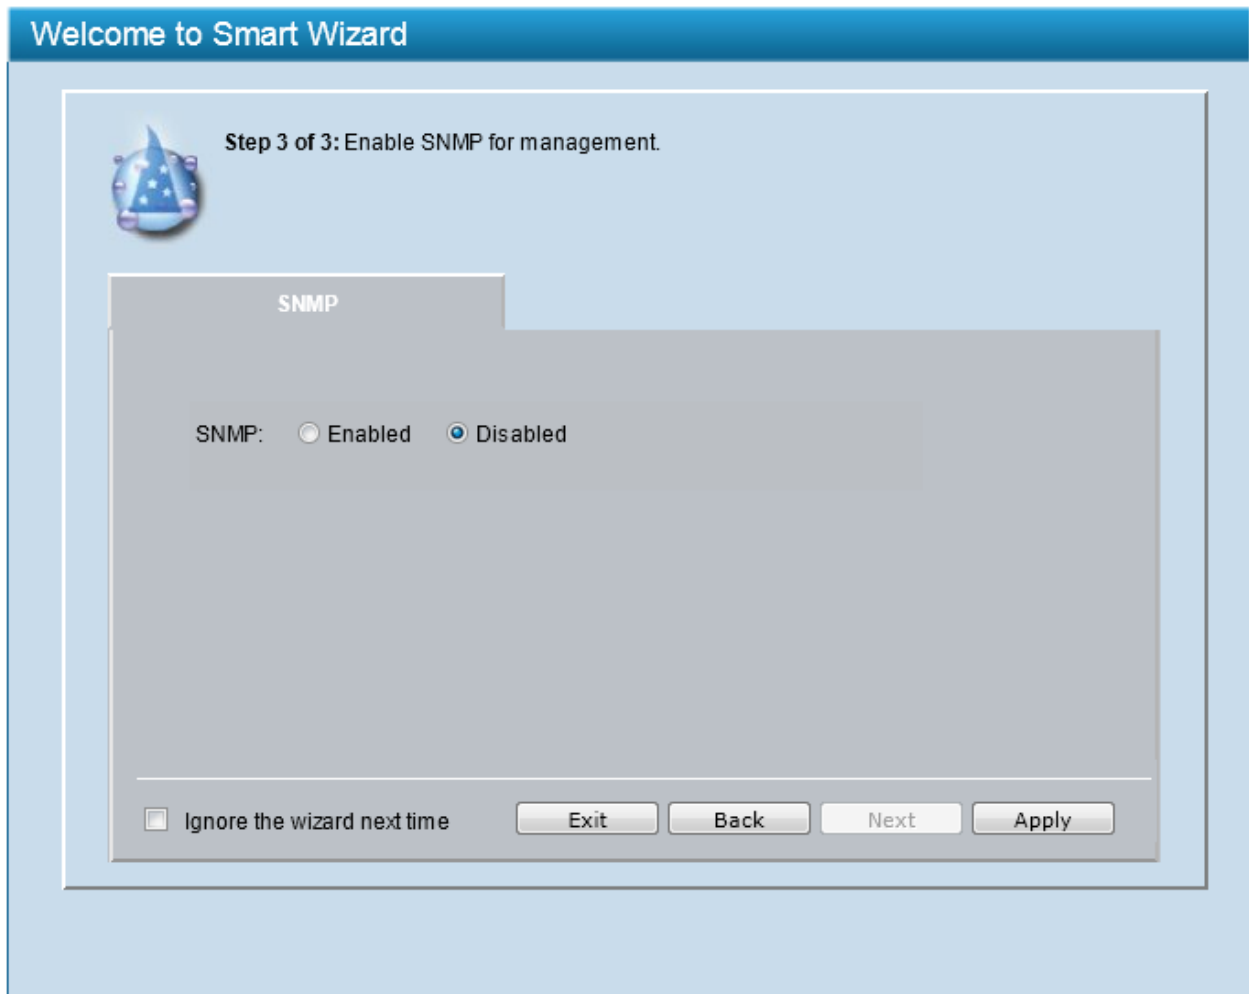 Welcome to Smart Wizard
Step 3 of 3: Enable SNMP for management.
SNMP
SNMP: Enabled Disabled
Ignore the wizard next time Exit Back Next Apply